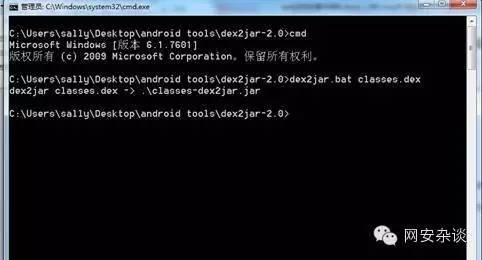 管理员: C:\Windows\system32\cmd.exe
C:\Users\sally\Desktop\android tools\dex2jar-2.0>cmd
Microsoft Windows [版本 6.1.7601]
版权所有 (c) 2009 Microsoft Corporation。保留所有权利。
C:\Users\sally\Desktop\android tools\dex2jar-2.0>dex2jar.bat classes.dex
dex2jar classes.dex -> .\classes-dex2jar.jar
C:\Users\sally\Desktop\android tools\dex2jar-2.0>
网安杂谈